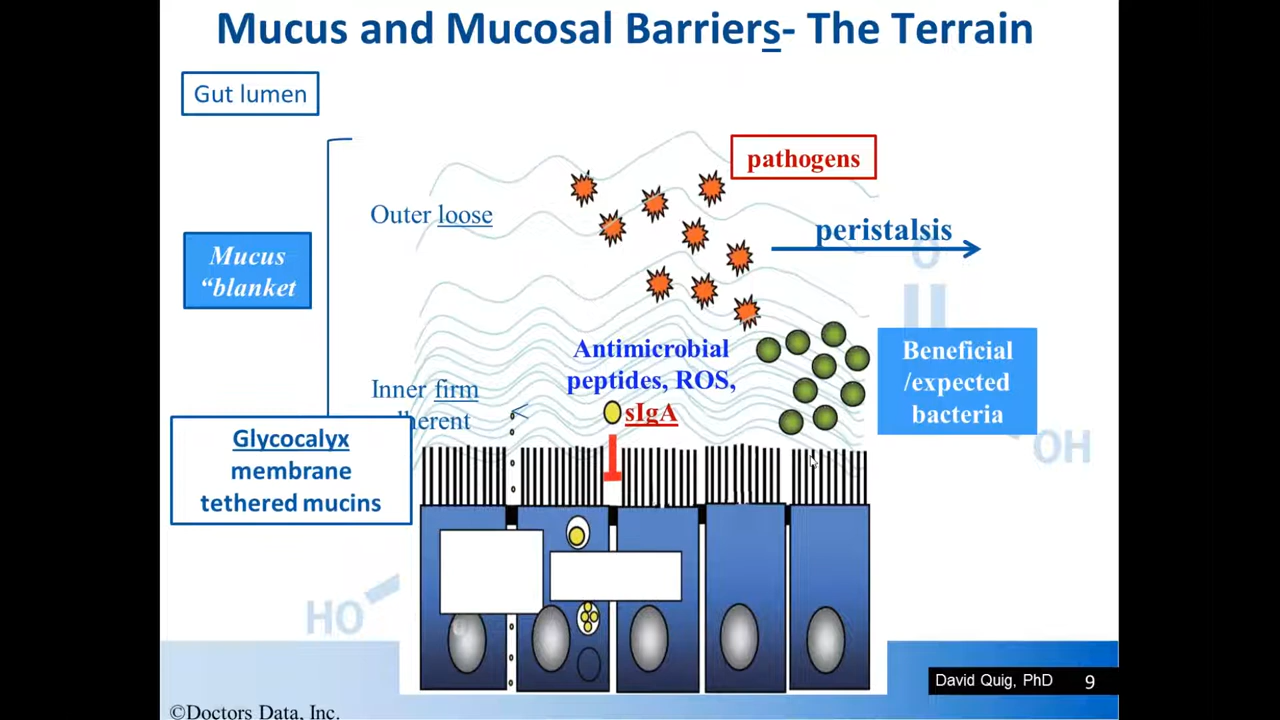 Mucus and Mucosal Barriers- The Terrain
Gut lumen
pathogens
Outer loose
peristalsis
Mucus
“blanket
Antimicrobial
peptides, ROS,
sIgA
Beneficial
/expected
bacteria
Inner firm
herent
<
Glycocalyx
membrane
tethered mucins
O
OH
HO
David Quig, PhD 9
©Doctors Data, Inc.